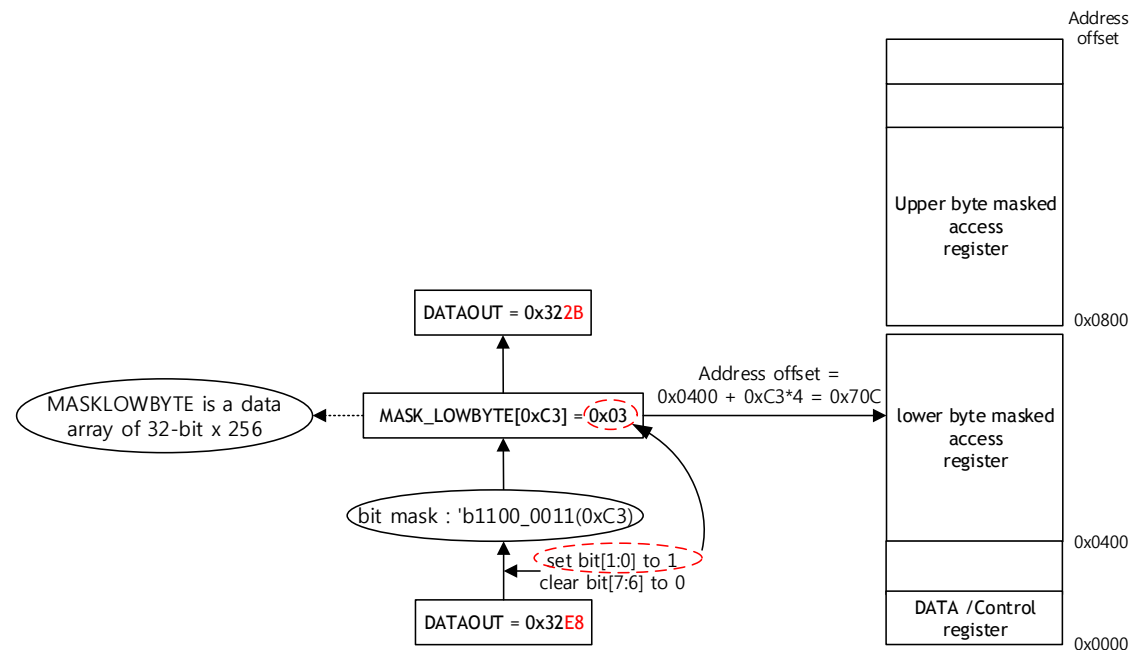 Address
offset
Upper byte masked
access
register
DATAOUT = 0x322B
0x0800
Address offset =
0x0400 + 0xC3*4 = 0x70C
MASKLOWBYTE is a data
array of 32-bit x 256
MASK_LOWBYTE[0xC3] = 0x03
lower byte masked
access
register
bit mask : 'b1100_0011(0xC3)
0x0400
set bit[1:0] to 1
clear bit[7:6] to 0
DATAOUT = 0x32E8
DATA /Control
register
0x0000